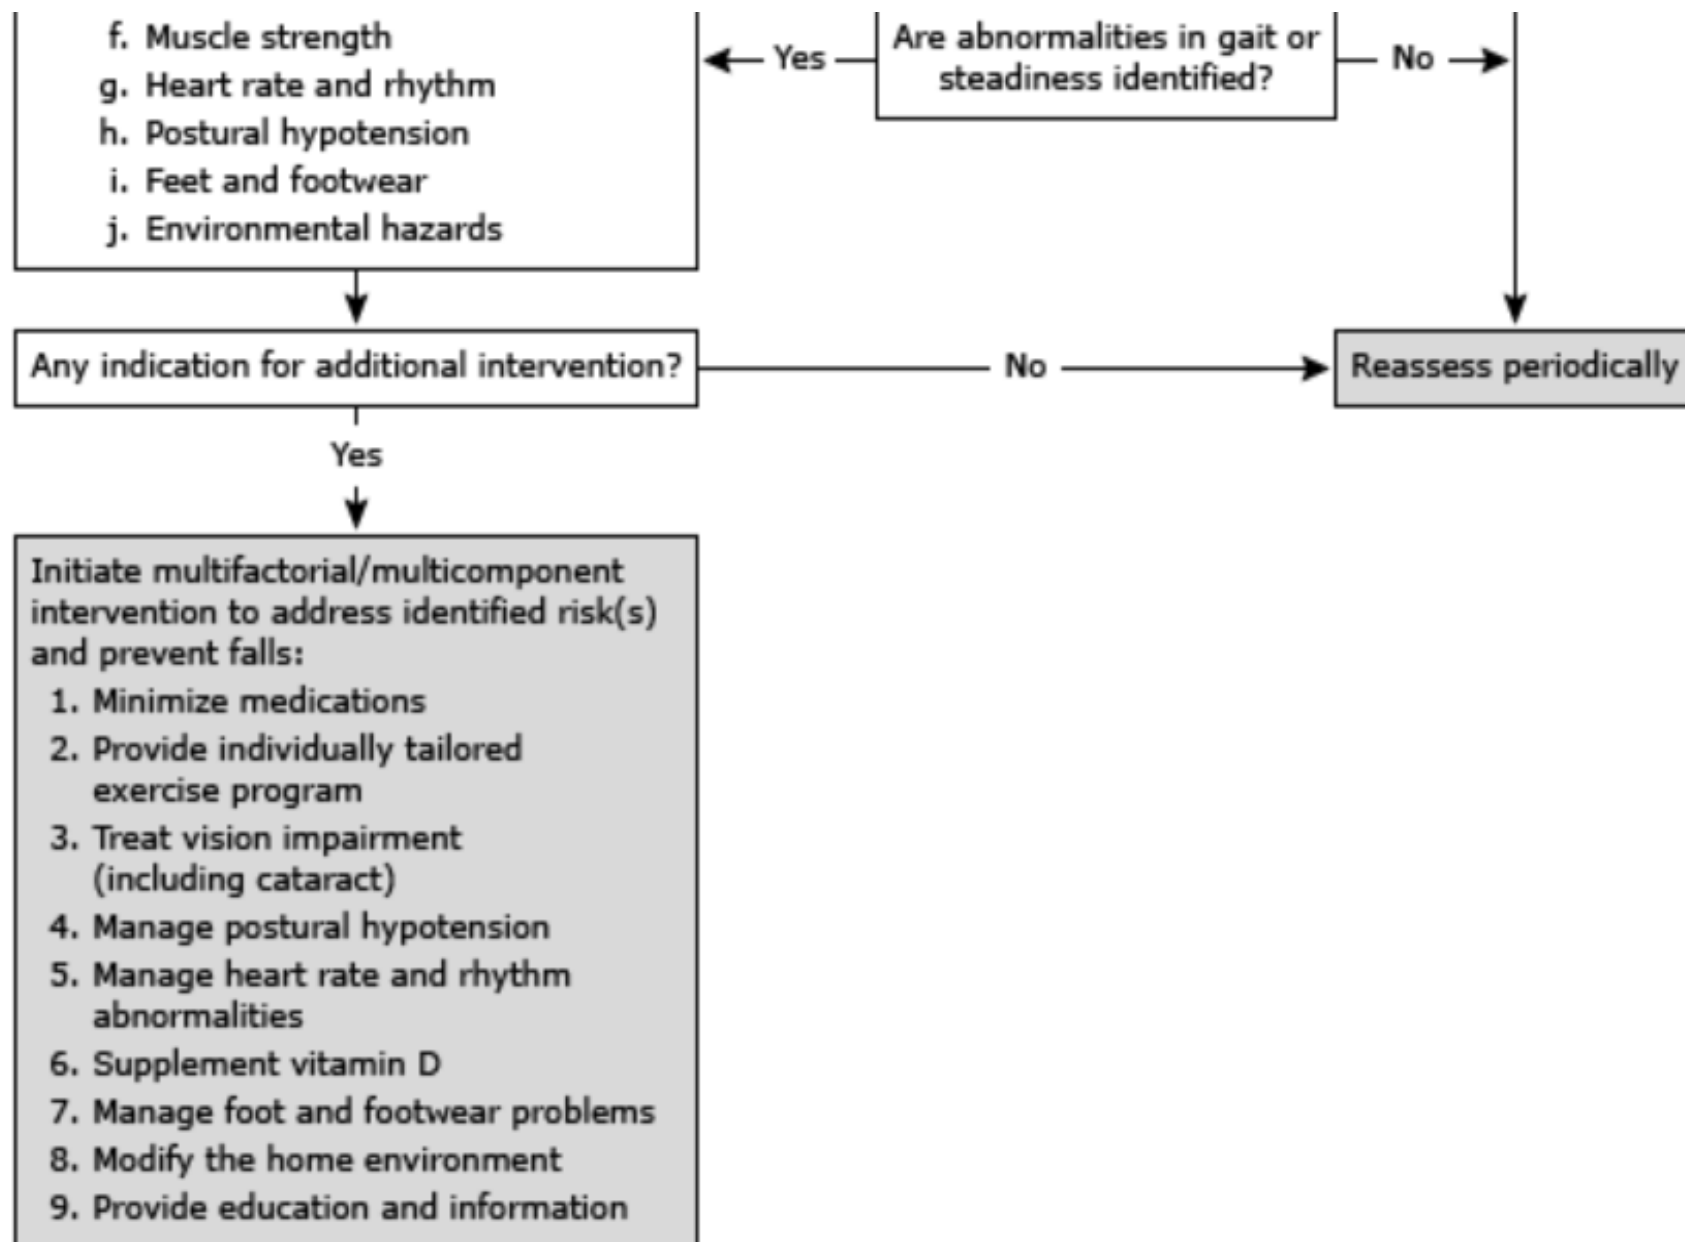 f. Muscle strength
g. Heart rate and rhythm
h. Postural hypotension
i. Feet and footwear
j. Environmental hazards
Yes
Are abnormalities in gait or
steadiness identified?
No
Any indication for additional intervention?
No
Reassess periodically
Yes
Initiate multifactorial/multicomponent
intervention to address identified risk(s)
and prevent falls:
1. Minimize medications
2. Provide individually tailored
exercise program
3. Treat vision impairment
(including cataract)
4. Manage postural hypotension
5. Manage heart rate and rhythm
abnormalities
6. Supplement vitamin D
7. Manage foot and footwear problems
8. Modify the home environment
9. Provide education and information